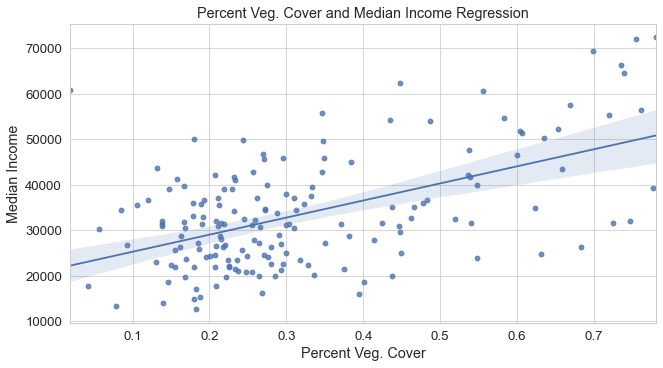 Percent Veg. Cover and Median Income Regression
70000
60000
50000
40000
30000
20000
10000
Median Income
0.1 0.2 0.3 0.4 0.5 0.6 0.7
Percent Veg. Cover